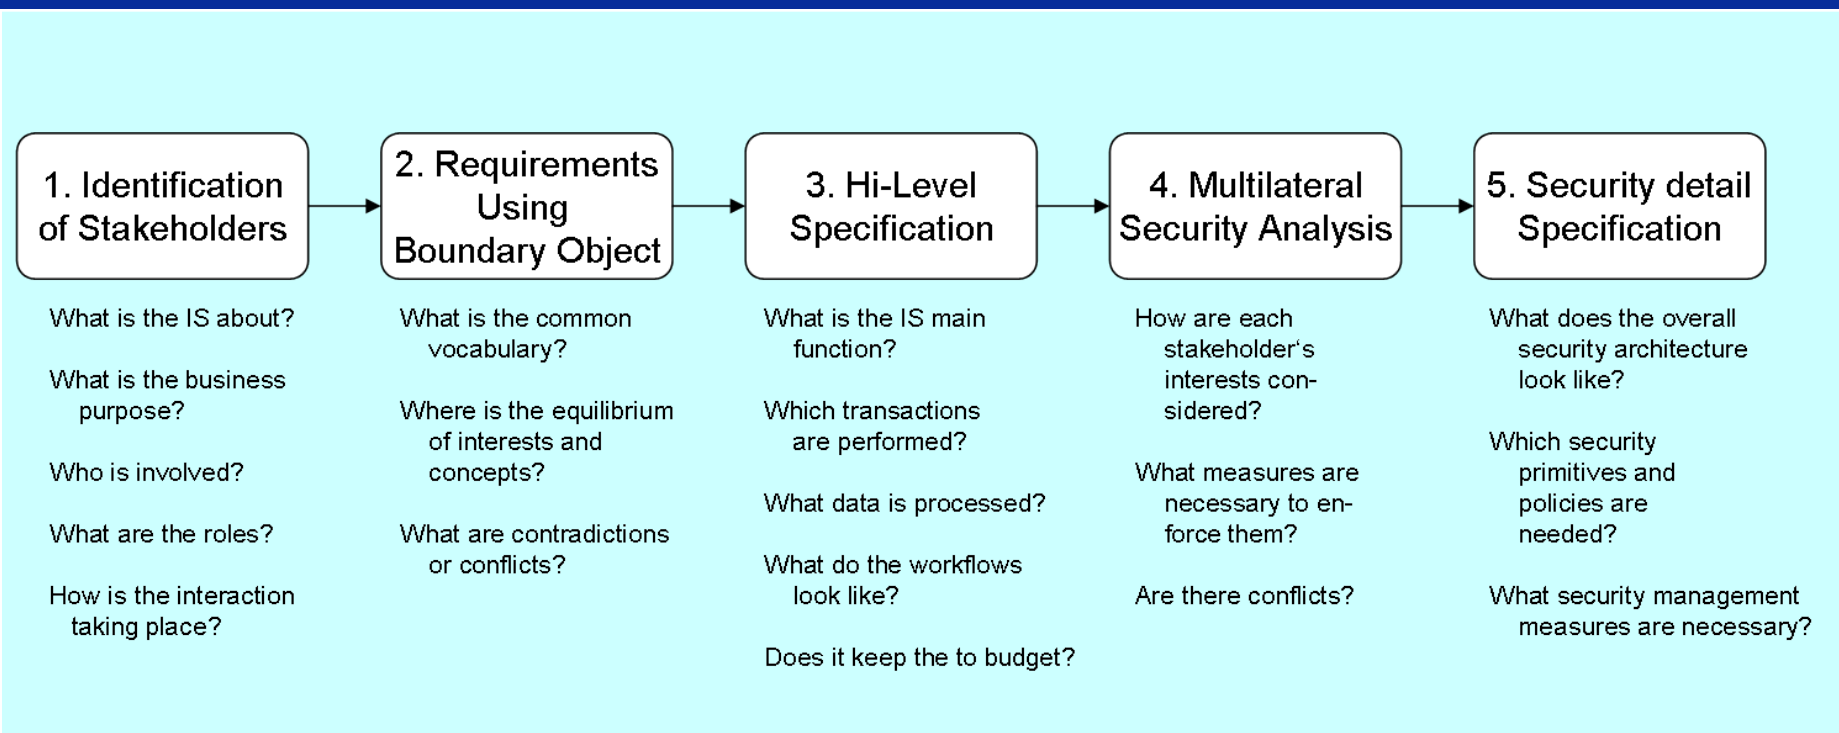 1. Identification
of Stakeholders
2. Requirements
Using
Boundary Object
3. Hi-Level
Specification
4. Multilateral
Security Analysis
5. Security detail
Specification
What is the IS about?
What is the business
purpose?
Who is involved?
What are the roles?
How is the interaction
taking place?
What is the common
vocabulary?
Where is the equilibrium
of interests and
concepts?
What are contradictions
or conflicts?
What is the IS main
function?
Which transactions
are performed?
What data is processed?
What do the workflows
look like?
Does it keep the to budget?
How are each
stakeholder‘s
interests con-
sidered?
What measures are
necessary to en-
force them?
Are there conflicts?
What does the overall
security architecture
look like?
Which security
primitives and
policies are
needed?
What security management
measures are necessary?